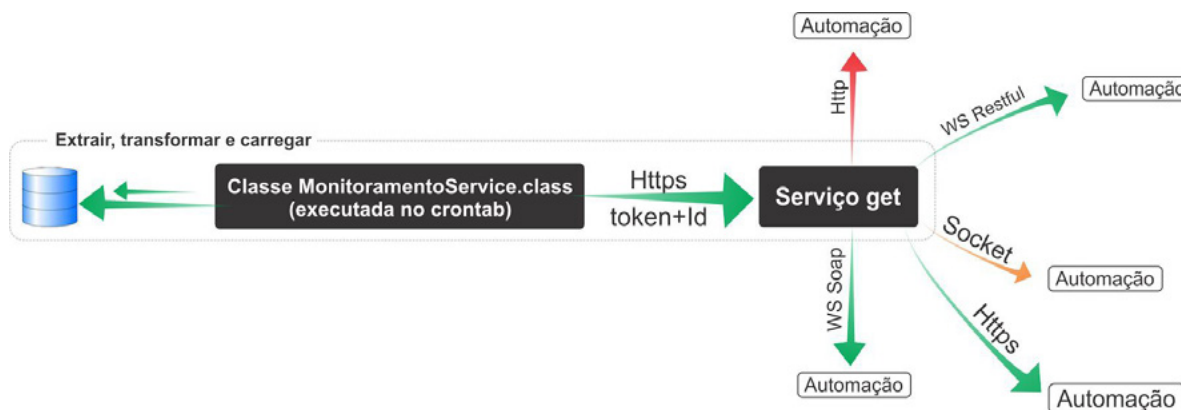 Automação
Http
WS Restful
Automação
Extrair, transformar e carregar
Classe MonitoramentoService.class
(executada no crontab)
Https
token+Id
Serviço get
Socket
Automação
WS Soap
Https
Automação
Automação